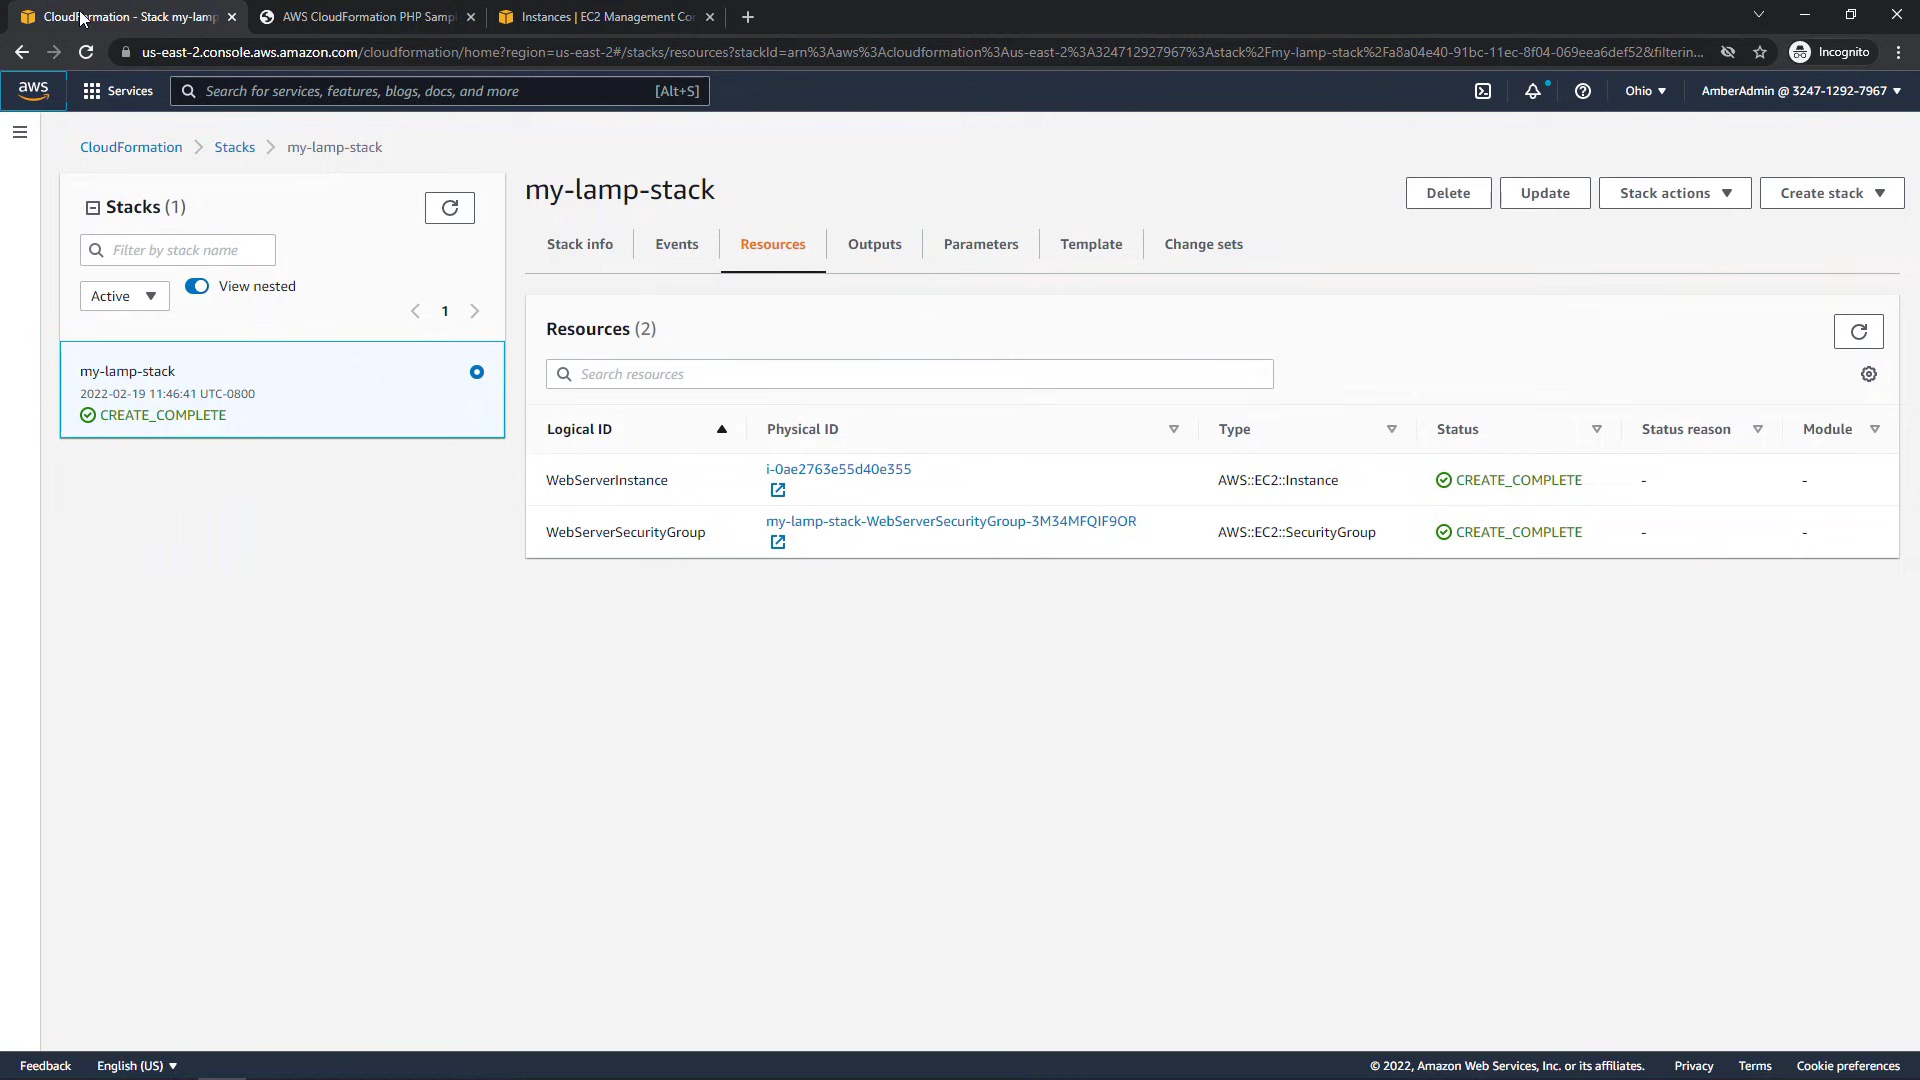 CloudFormation - Stack my-lamp
AWS CloudFormation PHP Sampl
Instances | EC2 Management Con
us-east-2.console.aws.amazon.com/cloudformation/home?region=us-east-2#/stacks/resources?stackId=arn%3Aaws%3Acloudformation%3Aus-east-2%3A324712927967%3Astack%2Fmy-lamp-stack%2Fa8a04e40-91bc-11ec-8f04-069eea6def52&filterin...
Incognito
aws
Services
Search for services, features, blogs, docs, and more
[Alt+S]
Ohio
AmberAdmin @ 3247-1292-7967
CloudFormation > Stacks > my-lamp-stack
Stacks (1)
Filter by stack name
Active
View nested
1
my-lamp-stack
2022-02-19 11:46:41 UTC-0800
CREATE_COMPLETE
my-lamp-stack
Delete
Update
Stack actions
Create stack
Stack info
Events
Resources
Outputs
Parameters
Template
Change sets
Resources (2)
Search resources
Logical ID
Physical ID
Type
Status
Status reason
Module
WebServerInstance
i-0ae2763e55d40e355
AWS::EC2::Instance
CREATE_COMPLETE
-
-
WebServerSecurityGroup
my-lamp-stack-WebServerSecurityGroup-3M34MFQIF9OR
AWS::EC2::SecurityGroup
CREATE_COMPLETE
-
-
Feedback
English (US)
© 2022, Amazon Web Services, Inc. or its affiliates.
Privacy
Terms
Cookie preferences